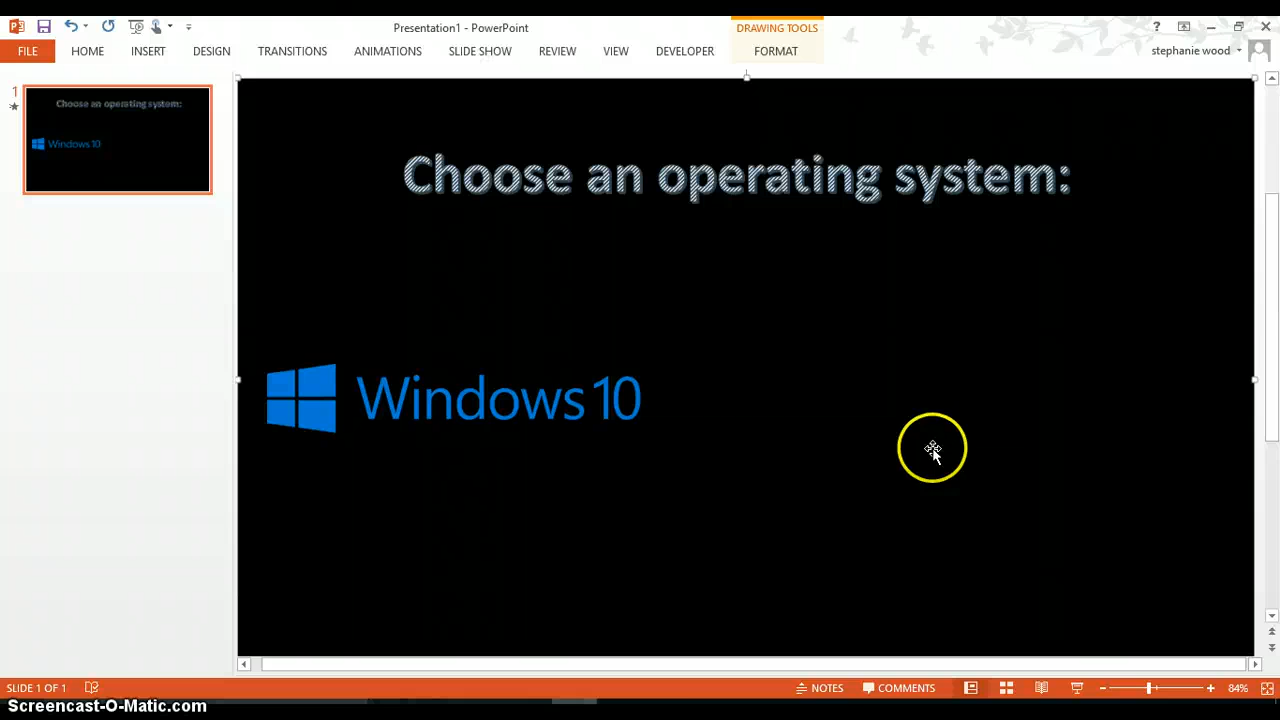 Presentation1 - PowerPoint
DRAWING TOOLS
?
FILE HOME INSERT DESIGN TRANSITIONS ANIMATIONS SLIDE SHOW REVIEW VIEW DEVELOPER FORMAT
stephanie wood
1
Choose an operating system:
Windows 10
Choose an operating system:
Windows 10
SLIDE 1 OF 1 NOTES COMMENTS 84%
Screencast-O-Matic.com